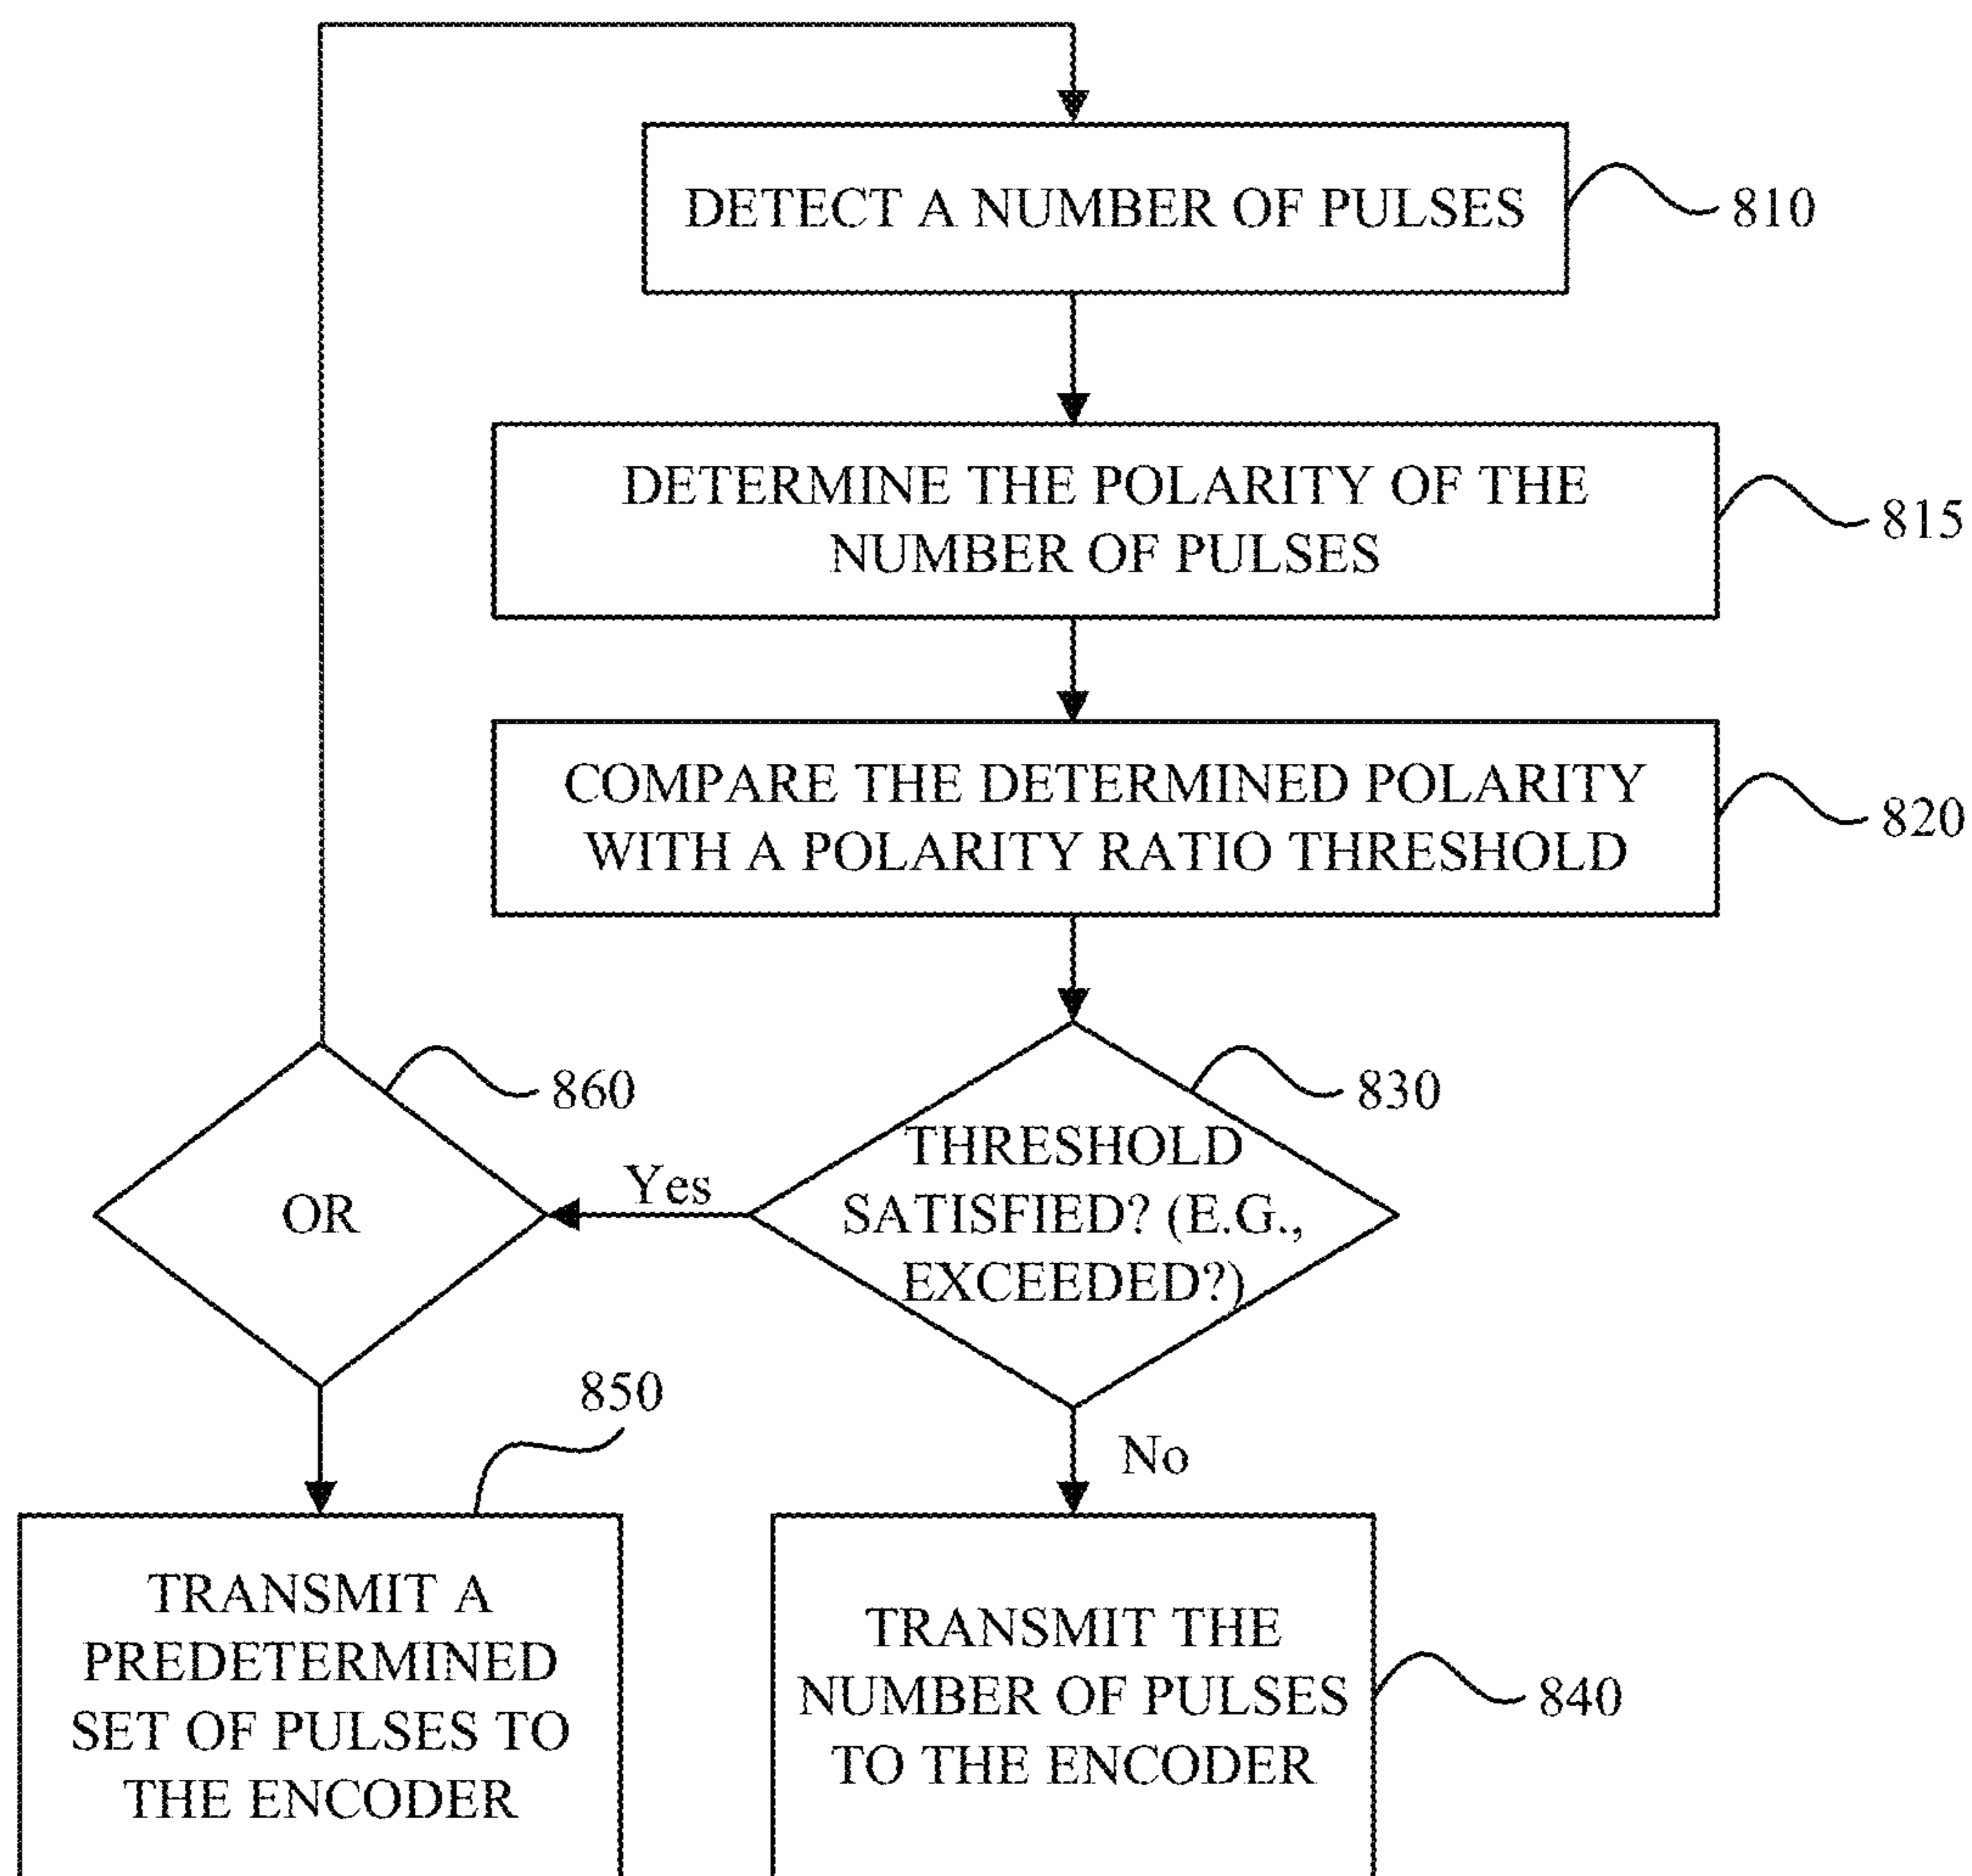 DETECT A NUMBER OF PULSES
810
DETERMINE THE POLARITY OF THE
NUMBER OF PULSES
815
COMPARE THE DETERMINED POLARITY
WITH A POLARITY RATIO THRESHOLD
820
860
830
THRESHOLD
SATISFIED? (E.G.,
EXCEEDED?)
Yes
OR
850
No
TRANSMIT A
PREDETERMINED
SET OF PULSES TO
THE ENCODER
TRANSMIT THE
NUMBER OF PULSES
TO THE ENCODER
840